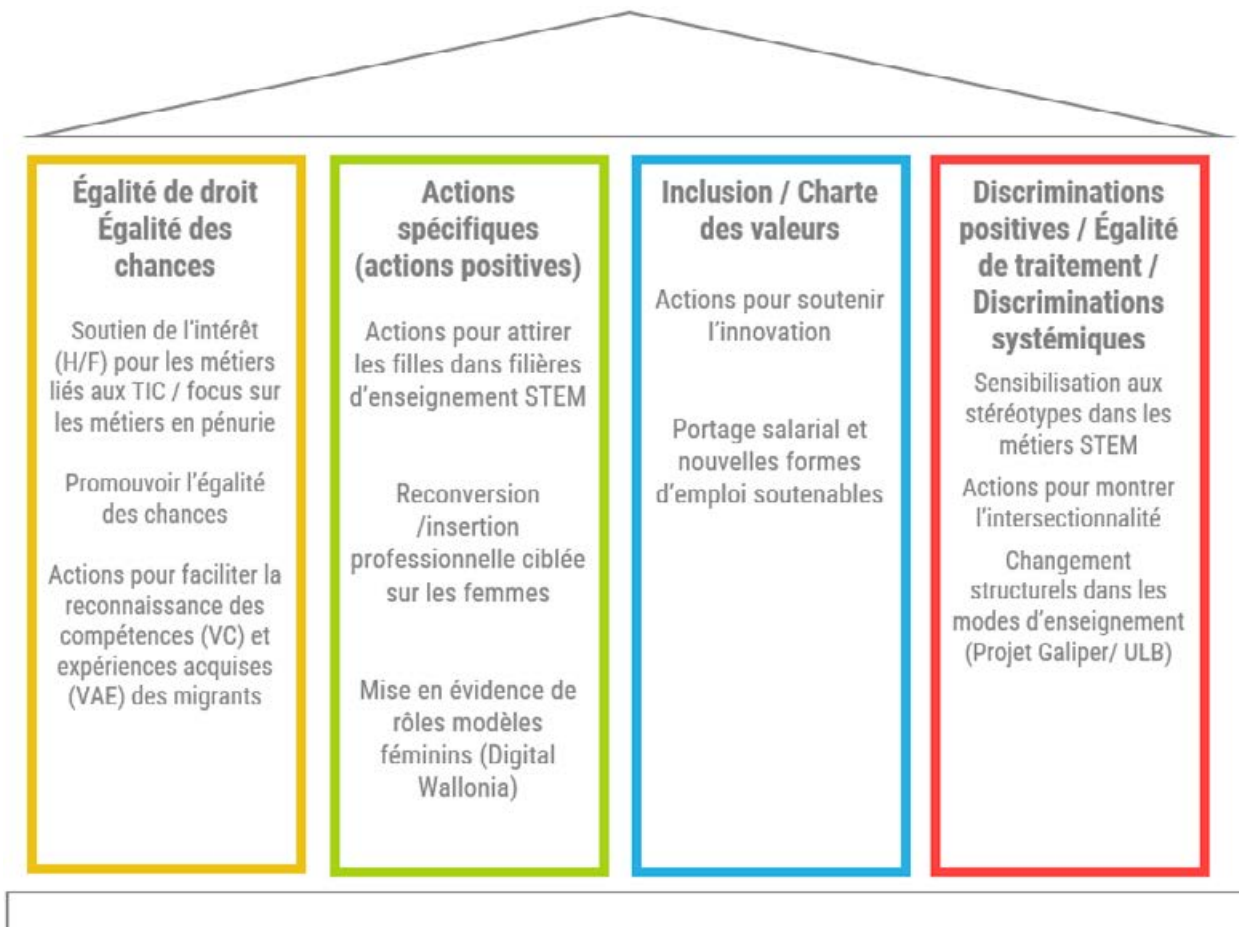 Égalité de droit
Égalité des
chances
Soutien de l'intérêt
(H/F) pour les métiers
liés aux TIC / focus sur
les métiers en pénurie
Promouvoir l'égalité
des chances
Actions pour faciliter la
reconnaissance des
compétences (VC) et
expériences acquises
(VAE) des migrants
Actions
spécifiques
(actions positives)
Actions pour attirer
les filles dans filières
d'enseignement STEM
Reconversion
/insertion
professionnelle ciblée
sur les femmes
Mise en évidence de
rôles modèles
féminins (Digital
Wallonia)
Inclusion / Charte
des valeurs
Actions pour soutenir
l'innovation
Portage salarial et
nouvelles formes
d'emploi soutenables
Discriminations
positives / Égalité
de traitement /
Discriminations
systémiques
Sensibilisation aux
stéréotypes dans les
métiers STEM
Actions pour montrer
l'intersectionnalité
Changement
structurels dans les
modes d'enseignement
(Projet Galiper/ ULB)